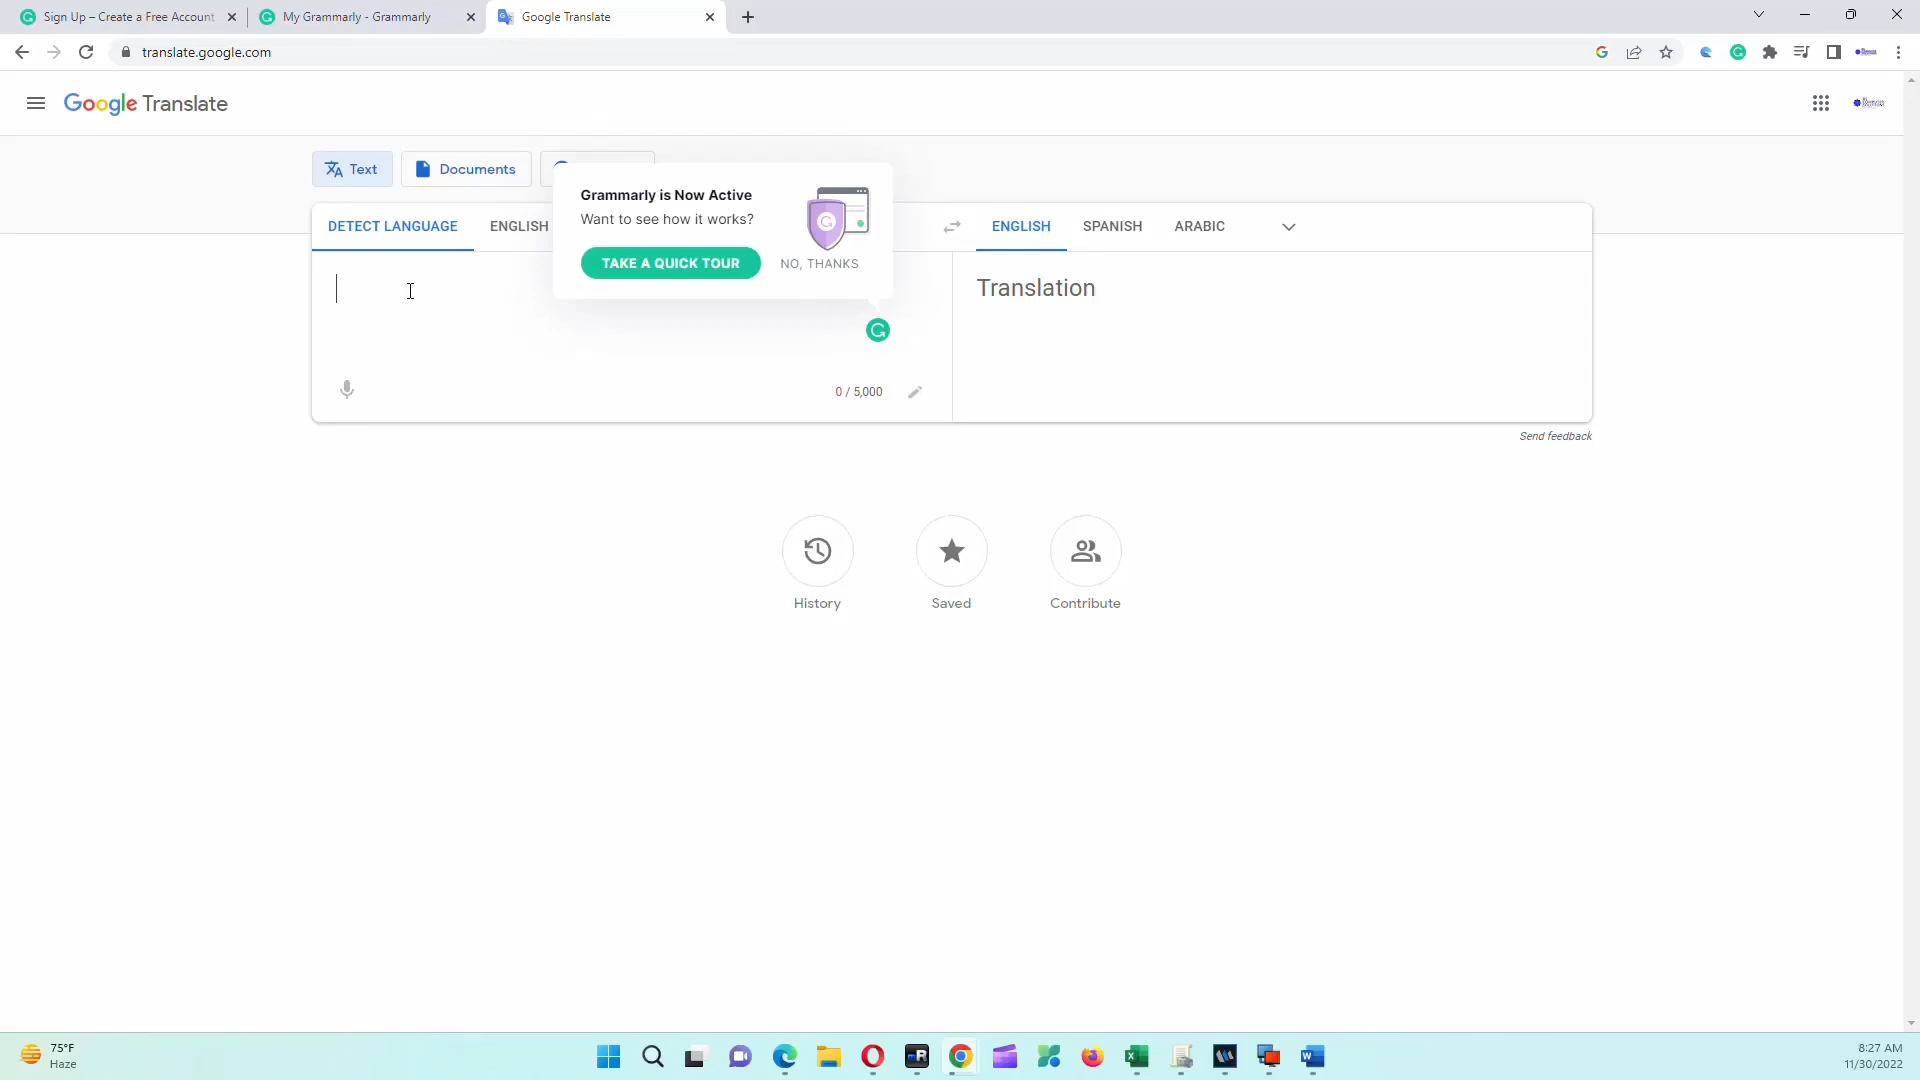 Sign Up – Create a Free Account
My Grammarly - Grammarly
Google Translate
translate.google.com
Google Translate
Text
Documents
Grammarly is Now Active
Want to see how it works?
TAKE A QUICK TOUR
NO, THANKS
DETECT LANGUAGE
ENGLISH
ENGLISH
SPANISH
ARABIC
Translation
0 / 5,000
Send feedback
History
Saved
Contribute
75°F
Haze
8:27 AM
11/30/2022